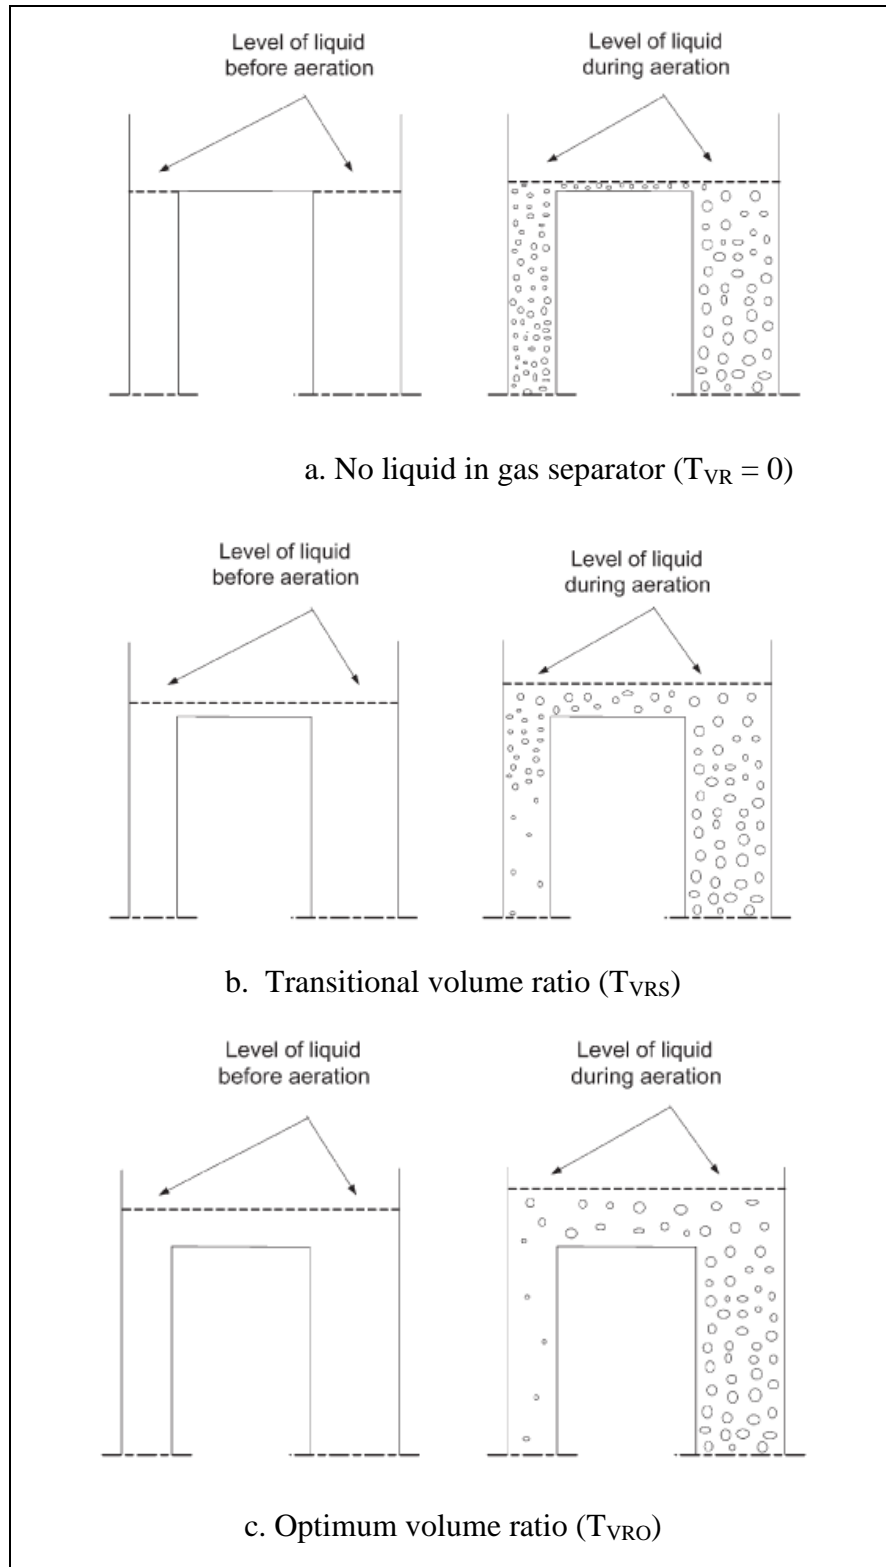 Level of liquid
before aeration
Level of liquid
during aeration
a. No liquid in gas separator (TVR = 0)
Level of liquid
before aeration
Level of liquid
during aeration
b. Transitional volume ratio (TVRS)
Level of liquid
before aeration
Level of liquid
during aeration
c. Optimum volume ratio (TVRO)